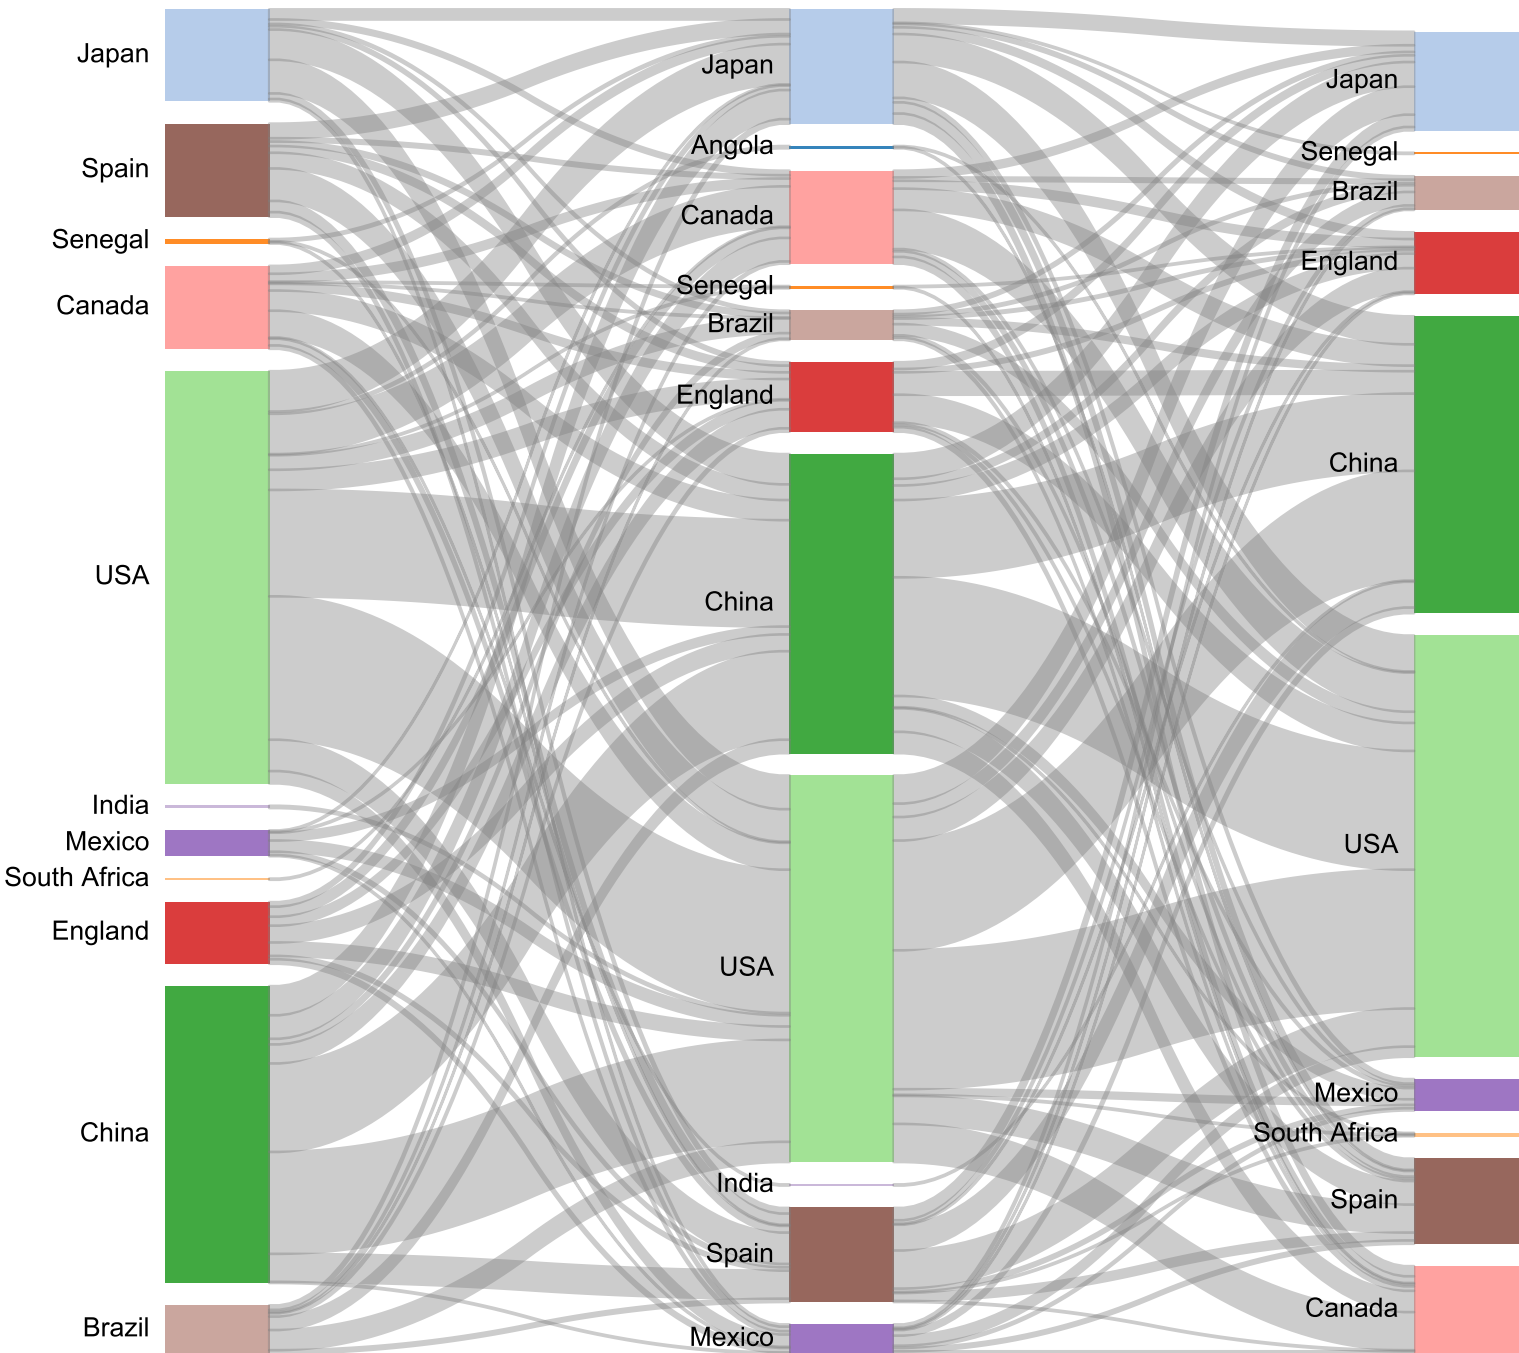 Japan
Spain
Senegal
Canada
USA
India
Mexico
South Africa
England
China
Brazil
Japan
Angola
Canada
Senegal
Brazil
England
China
USA
India
Spain
Mexico
Japan
Senegal
Brazil
England
China
USA
Mexico
South Africa
Spain
Canada